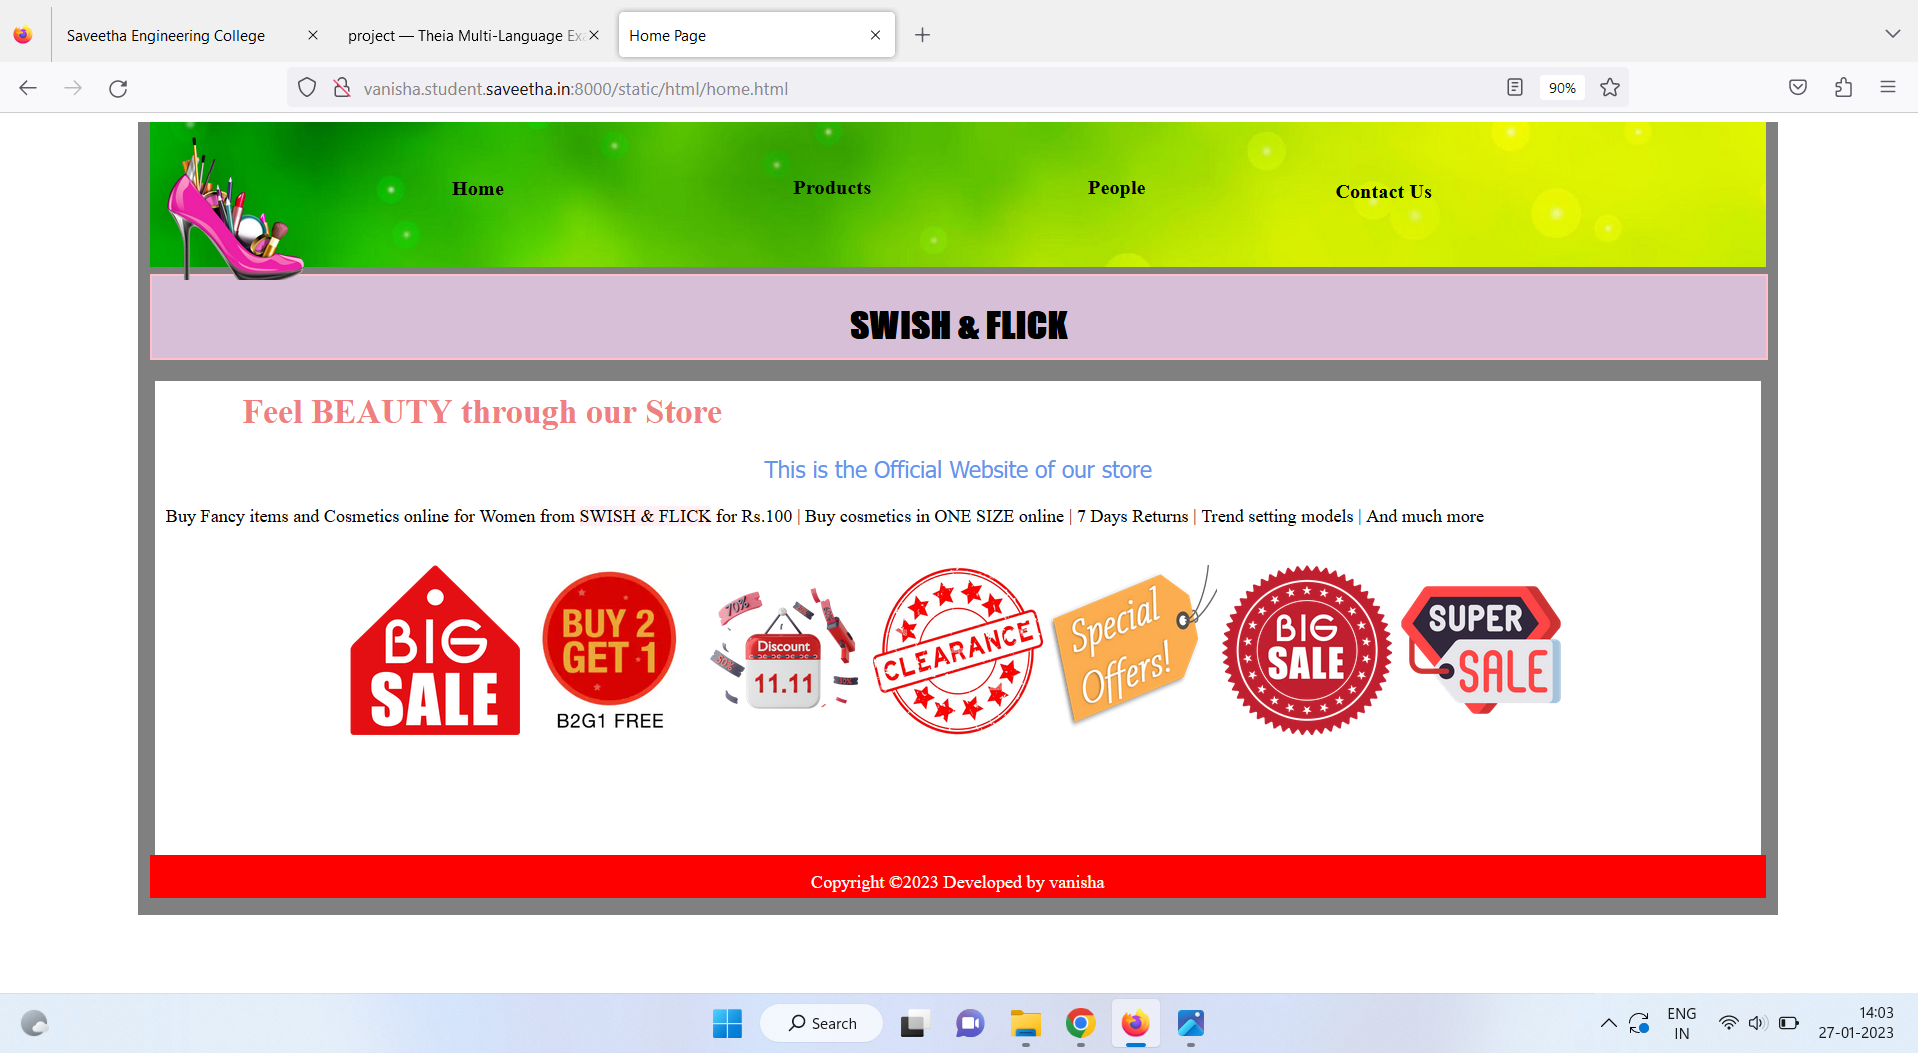 Saveetha Engineering College
project — Theia Multi-Language Exa
Home Page
vanisha.student.saveetha.in:8000/static/html/home.html
90%
Home
Products
People
Contact Us
SWISH & FLICK
Feel BEAUTY through our Store
This is the Official Website of our store
Buy Fancy items and Cosmetics online for Women from SWISH & FLICK for Rs.100 | Buy cosmetics in ONE SIZE online | 7 Days Returns | Trend setting models | And much more
BIG
SALE
BUY 2
GET 1
B2G1 FREE
70%
50%
Discount
11.11
CLEARANCE
Special
Offers!
BIG
SALE
SUPER
SALE
Copyright ©2023 Developed by vanisha
Search
ENG
IN
14:03
27-01-2023